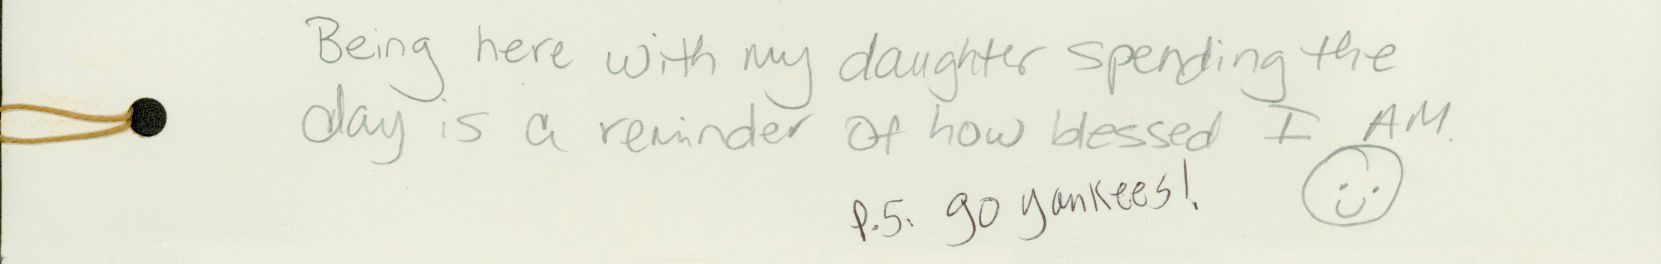 Being here with my daughter spending the
day is a reminder of how blessed I AM.
P.S. go yankees!